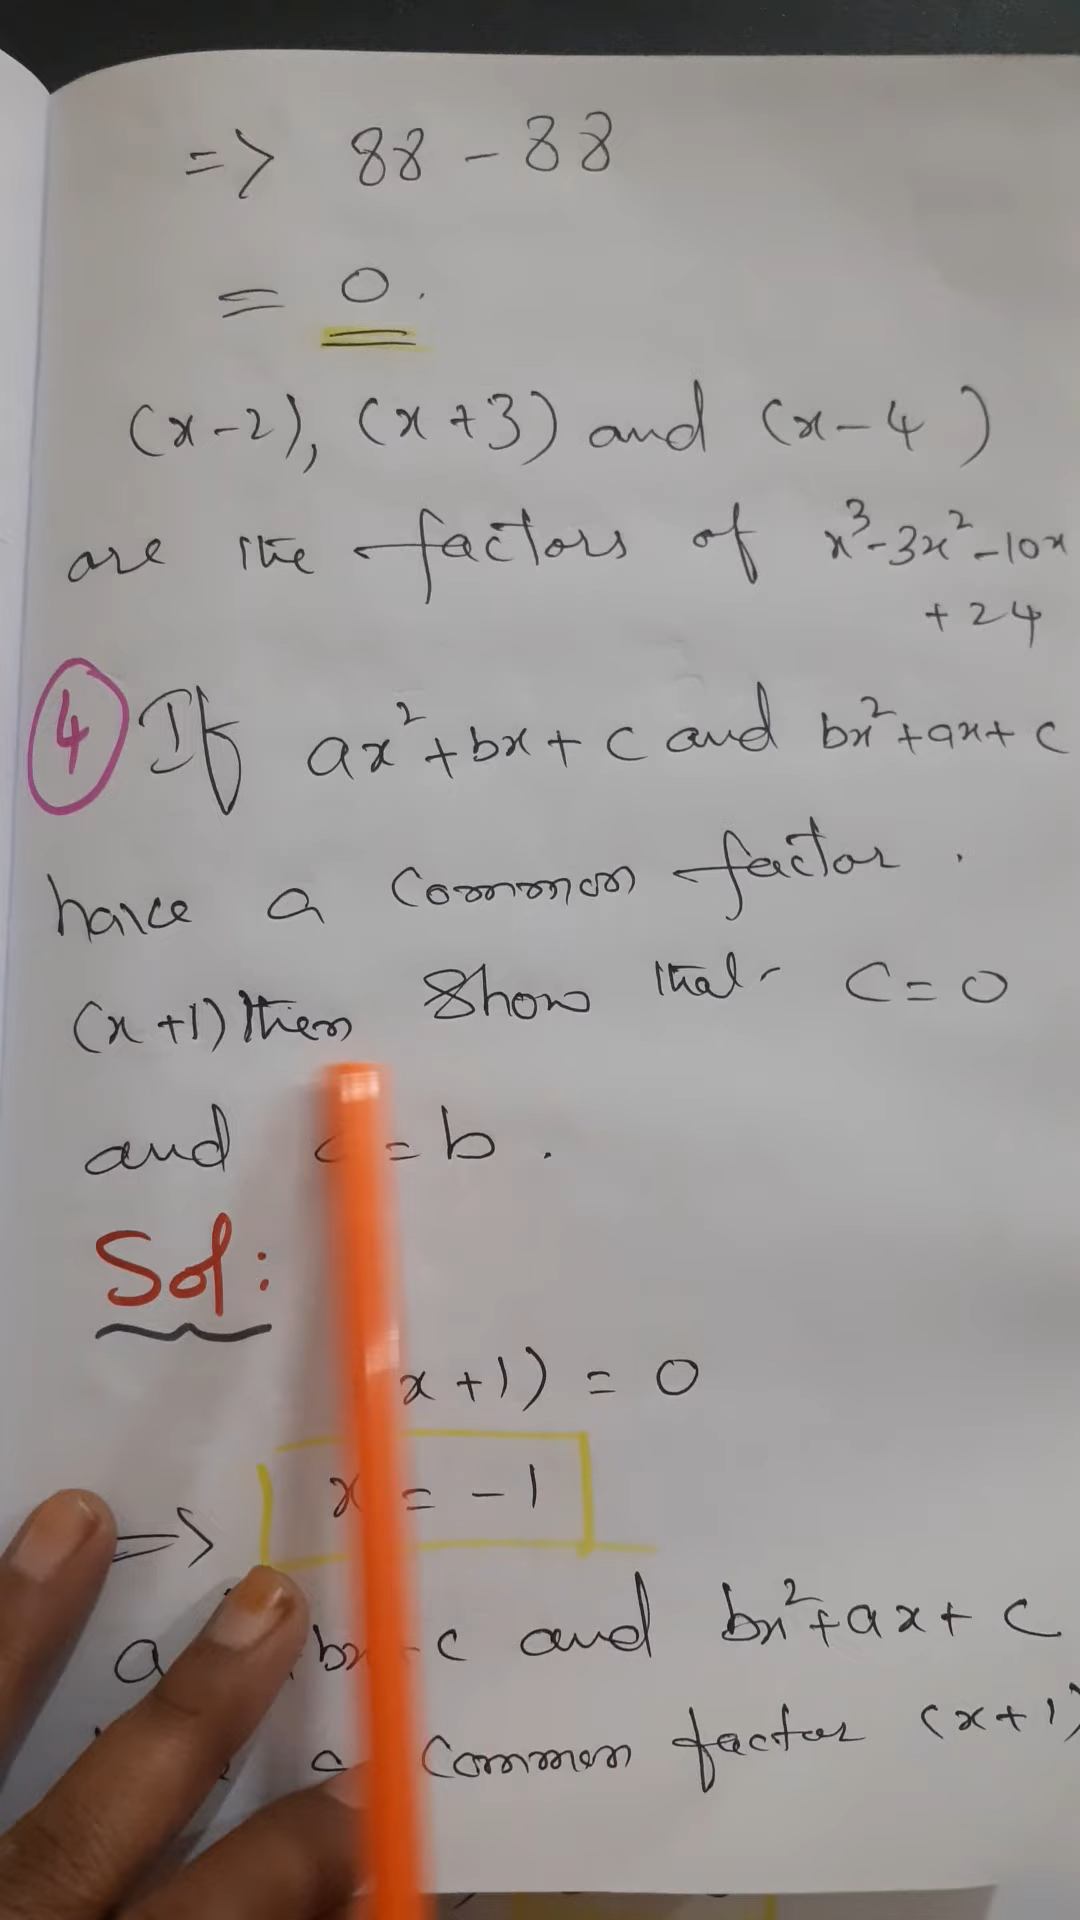 => 88 - 88
= 0.
(x-2), (x+3) and (x-4)
are the factors of x³-3x²-10x
+ 24
4 If ax²+bx+c and bx²+ax+c
have a common factor.
(x+1) then show that c=0
and = b.
Sol:
x+1) = 0
=> x = -1
a bx c and bx²+ax+c
a common factor (x+1)